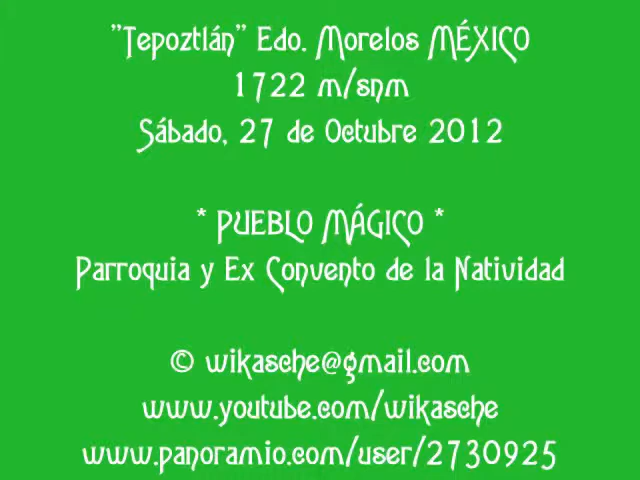 "Tepoztlán" Edo. Morelos MÉXICO
1722 m/snm
Sábado, 27 de Octubre 2012
* PUEBLO MÁGICO *
Parroquia y Ex Convento de la Natividad
© wikasche@gmail.com
www.youtube.com/wikasche
www.panoramio.com/user/2730925